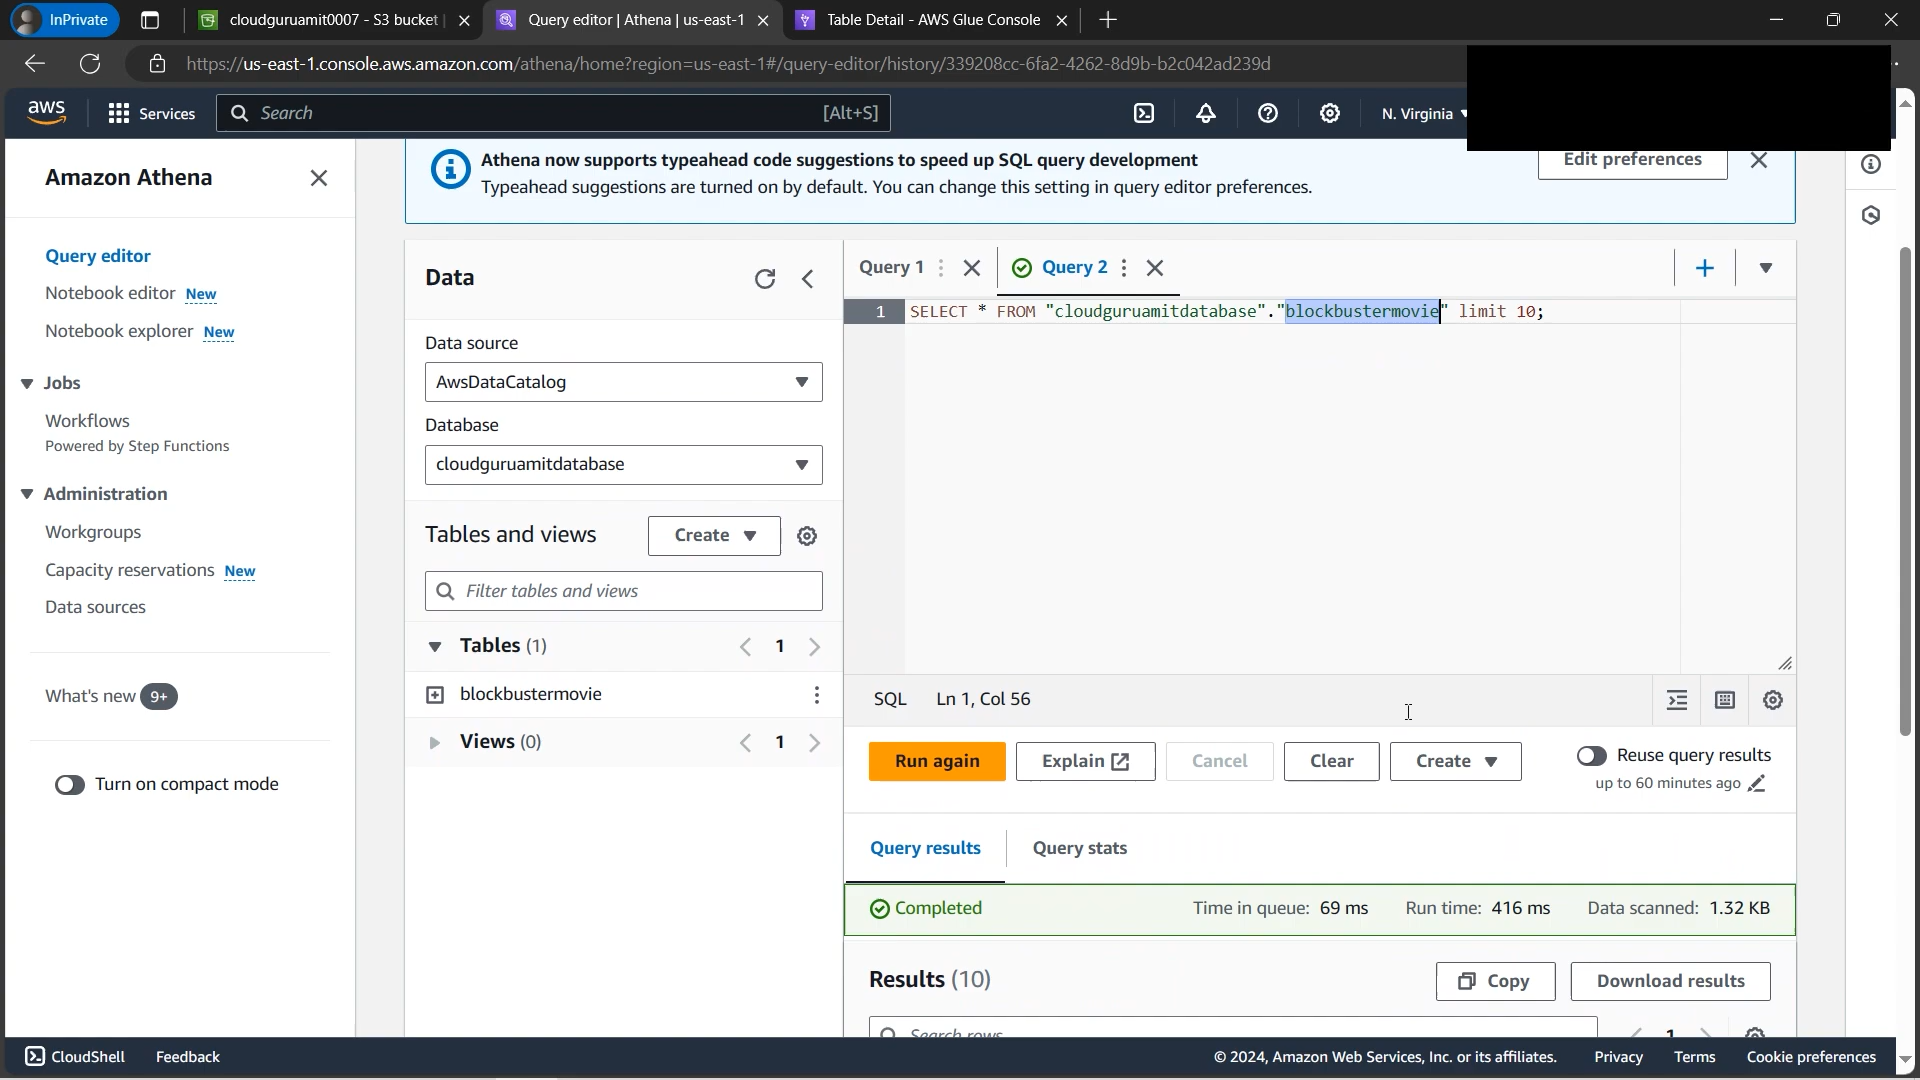 InPrivate
cloudguruamit0007 - S3 bucket
Query editor | Athena | us-east-1
Table Detail - AWS Glue Console
https://us-east-1.console.aws.amazon.com/athena/home?region=us-east-1#/query-editor/history/339208cc-6fa2-4262-8d9b-b2c042ad239d
aws
Services
Search
[Alt+S]
N. Virginia
Amazon Athena
Query editor
Notebook editor New
Notebook explorer New
Jobs
Workflows
Powered by Step Functions
Administration
Workgroups
Capacity reservations New
Data sources
What's new 9+
Turn on compact mode
Athena now supports typeahead code suggestions to speed up SQL query development
Typeahead suggestions are turned on by default. You can change this setting in query editor preferences.
Edit preferences
Data
Data source
AwsDataCatalog
Database
cloudguruamitdatabase
Tables and views
Create
Filter tables and views
Tables (1)
1
blockbustermovie
Views (0)
1
Query 1
Query 2
1 SELECT * FROM "cloudguruamitdatabase"."blockbustermovie" limit 10;
SQL Ln 1, Col 56
Run again
Explain
Cancel
Clear
Create
Reuse query results
up to 60 minutes ago
Query results
Query stats
Completed
Time in queue: 69 ms
Run time: 416 ms
Data scanned: 1.32 KB
Results (10)
Copy
Download results
Search rows
1
CloudShell
Feedback
© 2024, Amazon Web Services, Inc. or its affiliates.
Privacy
Terms
Cookie preferences